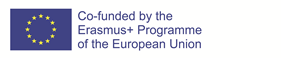 Co-funded by the
Erasmus+ Programme
of the European Union